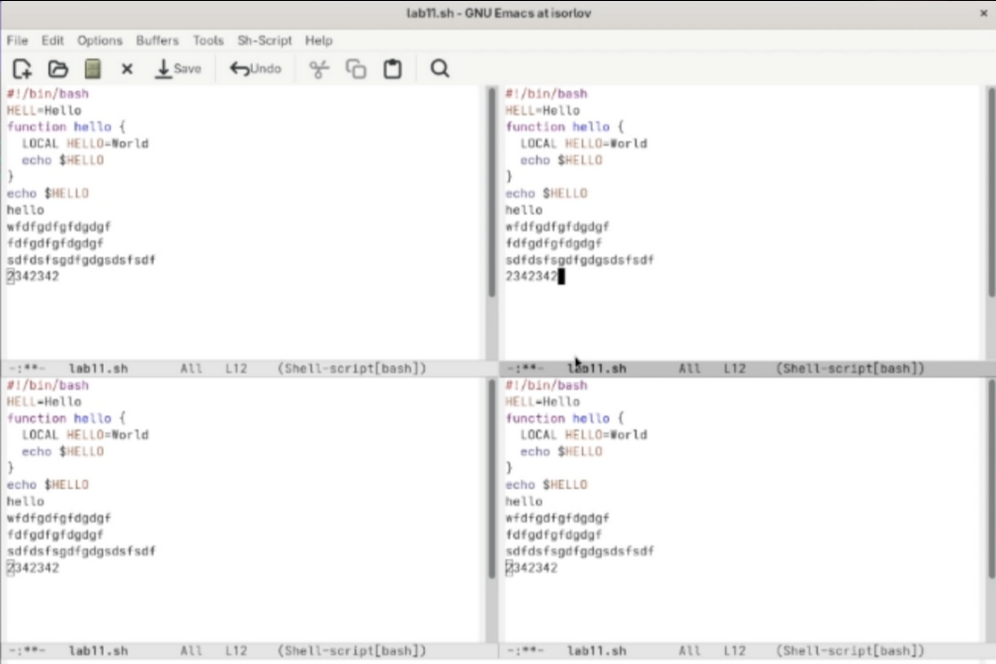 lab11.sh - GNU Emacs at isorlov
File Edit Options Buffers Tools Sh-Script Help
Save Undo
#!/bin/bash
HELL=Hello
function hello {
LOCAL HELLO=World
echo $HELLO
}
echo $HELLO
hello
wfdfgdfgfdgdgf
fdfgdfgfdgdgf
sdfdsfsgdfgdgsdsfsdf
2342342
-:**- lab11.sh All L12 (Shell-script[bash])
#!/bin/bash
HELL=Hello
function hello {
LOCAL HELLO=World
echo $HELLO
}
echo $HELLO
hello
wfdfgdfgfdgdgf
fdfgdfgfdgdgf
sdfdsfsgdfgdgsdsfsdf
2342342
-:**- lab11.sh All L12 (Shell-script[bash])
#!/bin/bash
HELL=Hello
function hello {
LOCAL HELLO=World
echo $HELLO
}
echo $HELLO
hello
wfdfgdfgfdgdgf
fdfgdfgfdgdgf
sdfdsfsgdfgdgsdsfsdf
2342342
-:**- lab11.sh All L12 (Shell-script[bash])
#!/bin/bash
HELL=Hello
function hello {
LOCAL HELLO=World
echo $HELLO
}
echo $HELLO
hello
wfdfgdfgfdgdgf
fdfgdfgfdgdgf
sdfdsfsgdfgdgsdsfsdf
2342342
-:**- lab11.sh All L12 (Shell-script[bash])